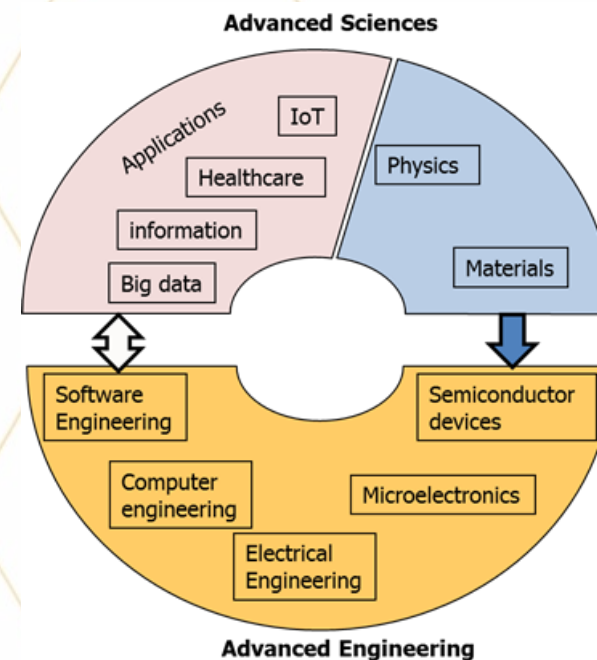 Advanced Sciences
Applications
IoT
Healthcare
information
Big data
Physics
Materials
Software
Engineering
Semiconductor
devices
Computer
engineering
Microelectronics
Electrical
Engineering
Advanced Engineering